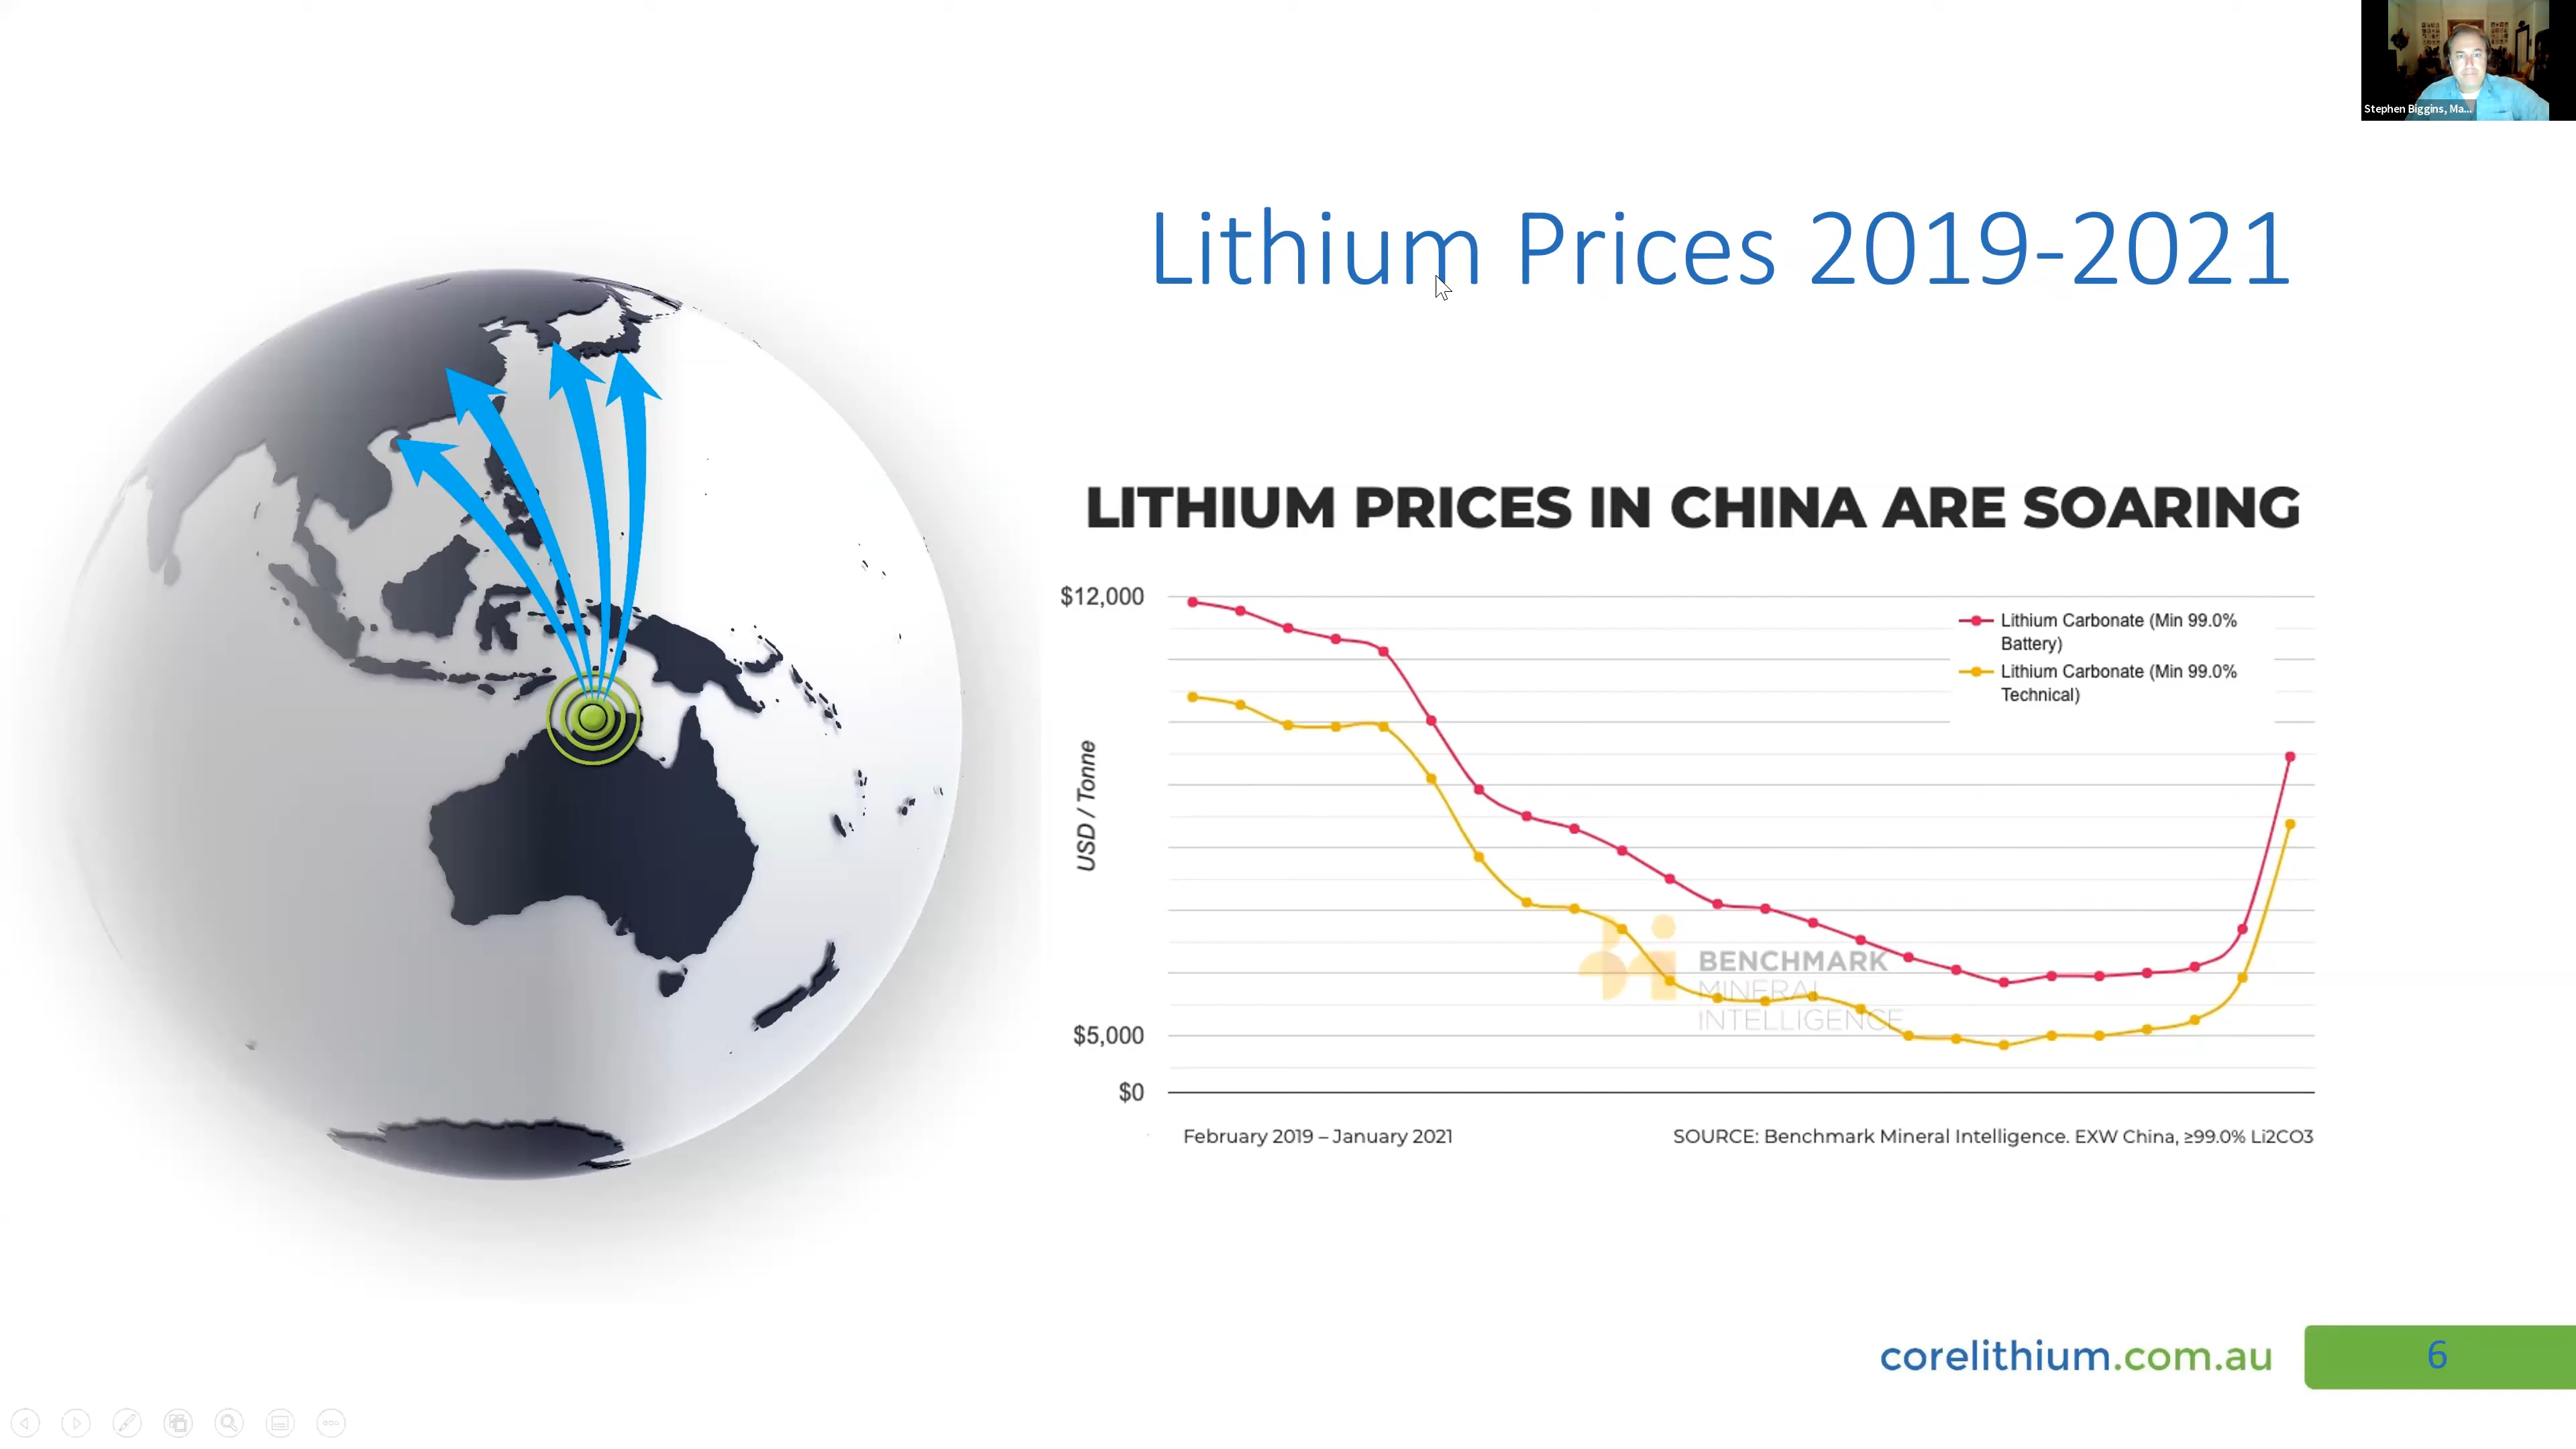 Stephen Biggins, Ma...
Lithium Prices 2019-2021
LITHIUM PRICES IN CHINA ARE SOARING
$12,000
Lithium Carbonate (Min 99.0%
Battery)
Lithium Carbonate (Min 99.0%
Technical)
USD / Tonne
BENCHMARK
MINERAL
INTELLIGENCE
$5,000
$0
February 2019 – January 2021
SOURCE: Benchmark Mineral Intelligence. EXW China, ≥99.0% Li2CO3
corelithium.com.au
6